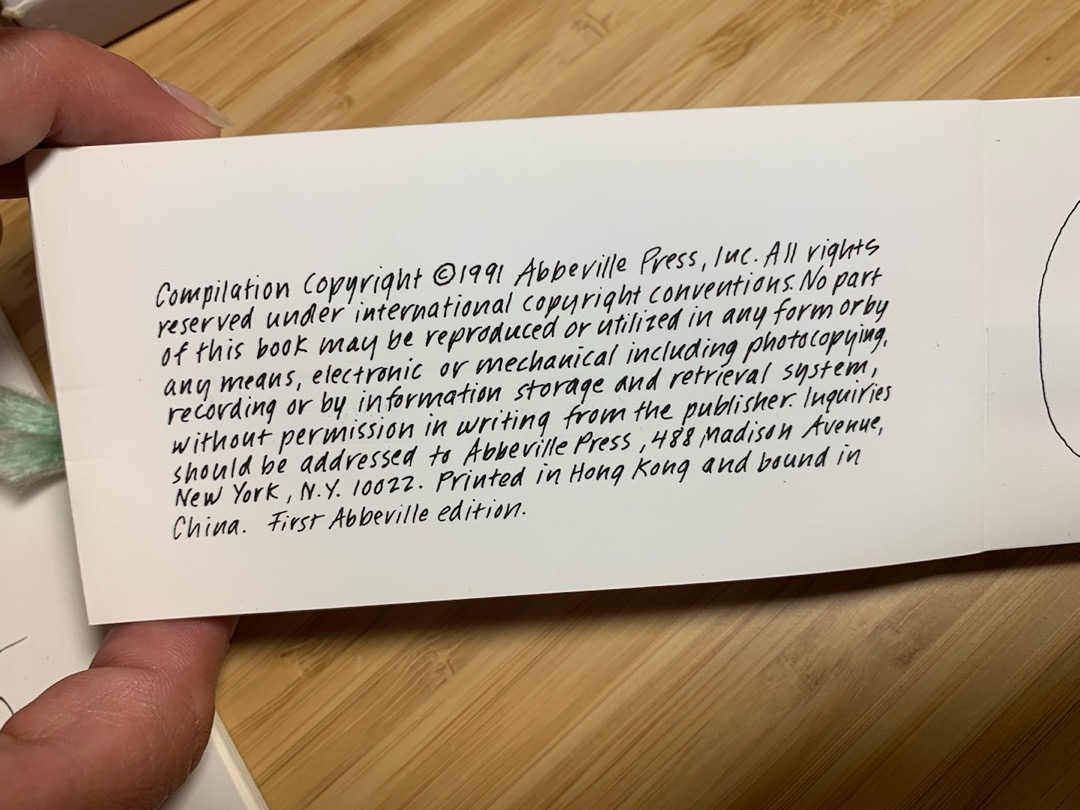 Compilation Copyright ©1991 Abbeville Press, Inc. All rights
reserved under international copyright conventions. No part
of this book may be reproduced or utilized in any form or by
any means, electronic or mechanical including photocopying,
recording or by information storage and retrieval system,
without permission in writing from the publisher. Inquiries
should be addressed to Abbeville Press, 488 Madison Avenue,
New York, N.Y. 10022. Printed in Hong Kong and bound in
China. First Abbeville edition.